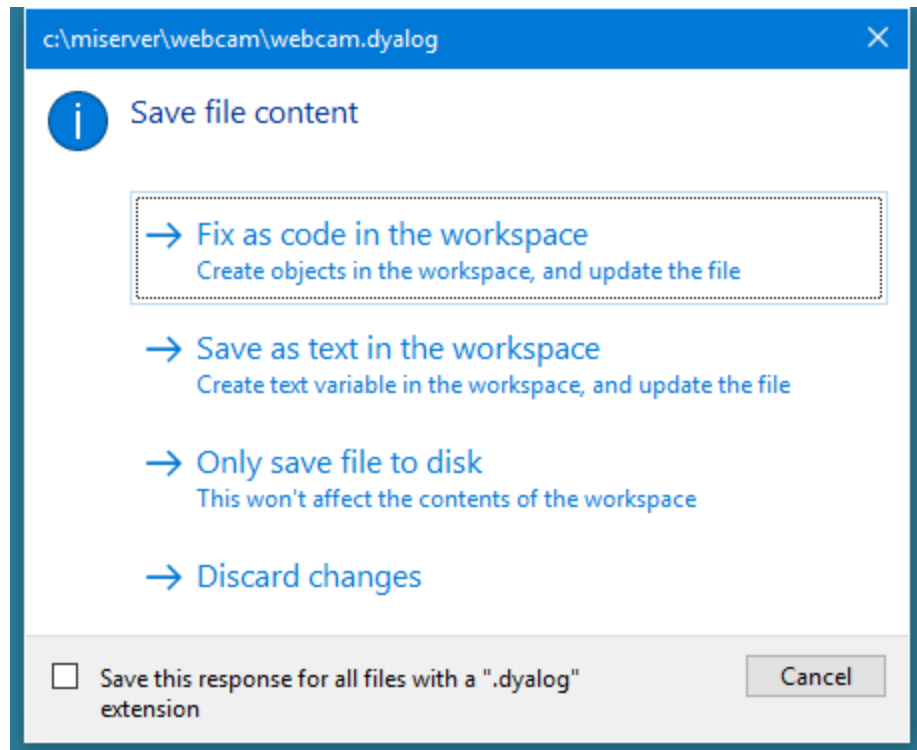 c:\miserver\webcam\webcam.dyalog
Save file content
Fix as code in the workspace
Create objects in the workspace, and update the file
Save as text in the workspace
Create text variable in the workspace, and update the file
Only save file to disk
This won't affect the contents of the workspace
Discard changes
Save this response for all files with a ".dyalog"
extension
Cancel